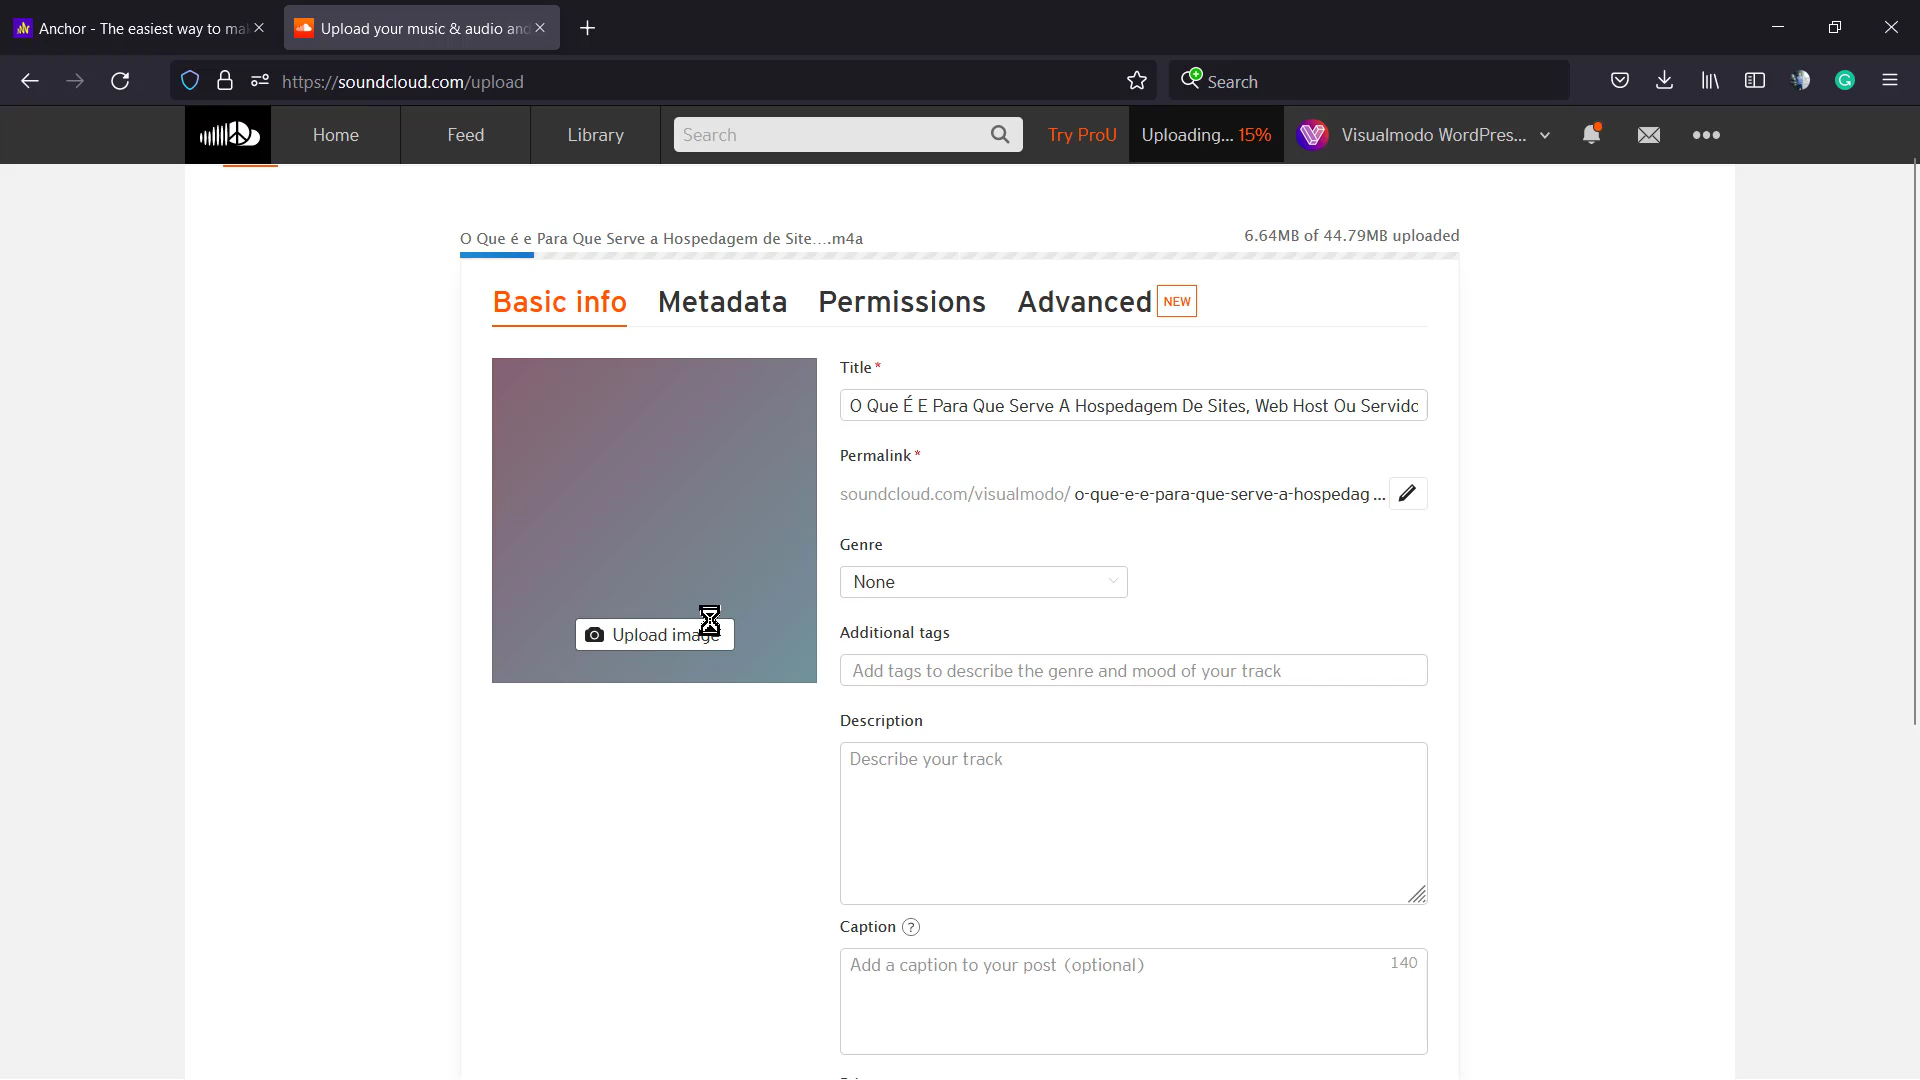 Anchor - The easiest way to mak
Upload your music & audio and
https://soundcloud.com/upload
Search
Home
Feed
Library
Search
Try ProU
Uploading... 15%
Visualmodo WordPres...
O Que é e Para Que Serve a Hospedagem de Site....m4a
6.64MB of 44.79MB uploaded
Basic info
Metadata
Permissions
Advanced
NEW
Title*
O Que É E Para Que Serve A Hospedagem De Sites, Web Host Ou Servido
Permalink*
soundcloud.com/visualmodo/ o-que-e-e-para-que-serve-a-hospedag ...
Genre
None
Upload image
Additional tags
Add tags to describe the genre and mood of your track
Description
Describe your track
Caption ?
Add a caption to your post (optional)
140